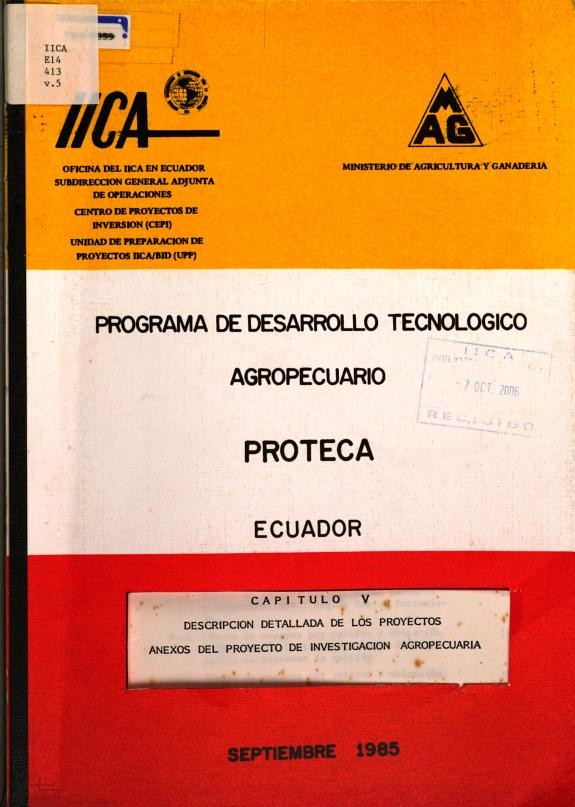 IICA
E14
413
v.5
IICA
MAG
OFICINA DEL IICA EN ECUADOR
SUBDIRECCION GENERAL ADJUNTA
DE OPERACIONES
CENTRO DE PROYECTOS DE
INVERSION (CEPI)
UNIDAD DE PREPARACION DE
PROYECTOS IICA/BID (UPP)
MINISTERIO DE AGRICULTURA Y GANADERIA
PROGRAMA DE DESARROLLO TECNOLOGICO
AGROPECUARIO
IICA
-7 OCT. 2006
RECIBIDO
PROTECA
ECUADOR
CAPITULO V
DESCRIPCION DETALLADA DE LOS PROYECTOS
ANEXOS DEL PROYECTO DE INVESTIGACION AGROPECUARIA
SEPTIEMBRE 1985